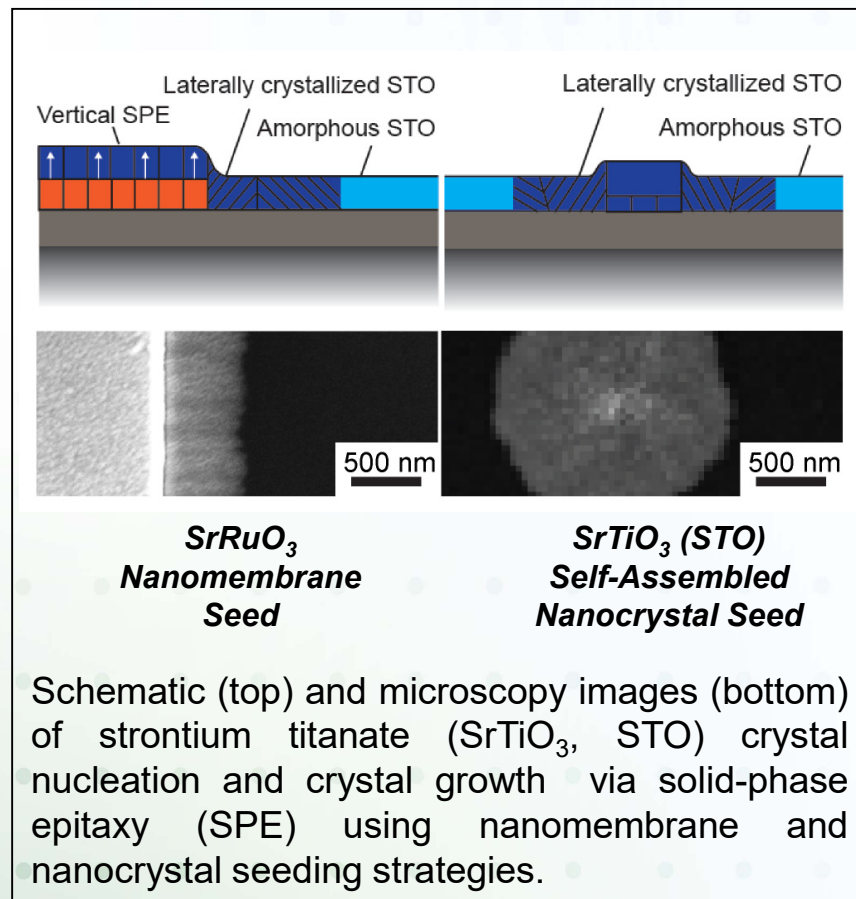 Laterally crystallized STO
Vertical SPE
Amorphous STO
Laterally crystallized STO
Amorphous STO
500 nm
500 nm
SrRuO₃
Nanomembrane
Seed
SrTiO₃ (STO)
Self-Assembled
Nanocrystal Seed
Schematic (top) and microscopy images (bottom)
of strontium titanate (SrTiO₃, STO) crystal
nucleation and crystal growth via solid-phase
epitaxy (SPE) using nanomembrane and
nanocrystal seeding strategies.